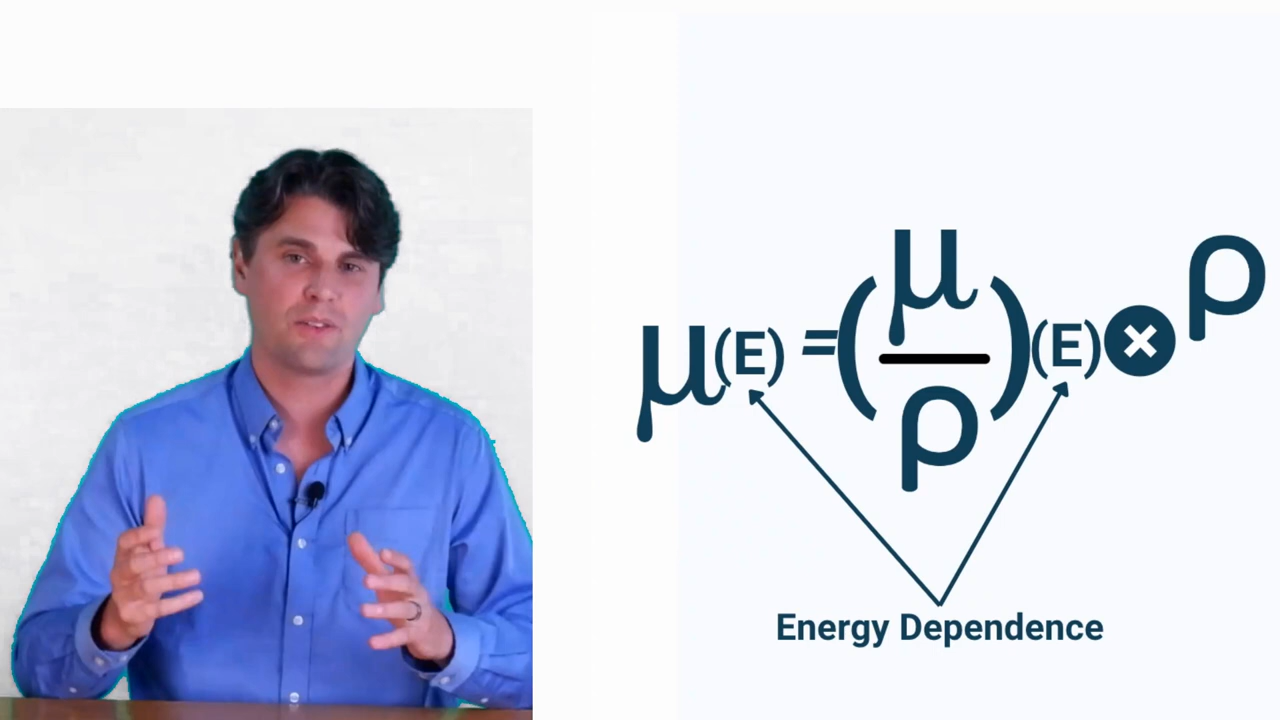 μ(E) = (μ/ρ)(E) × ρ
Energy Dependence